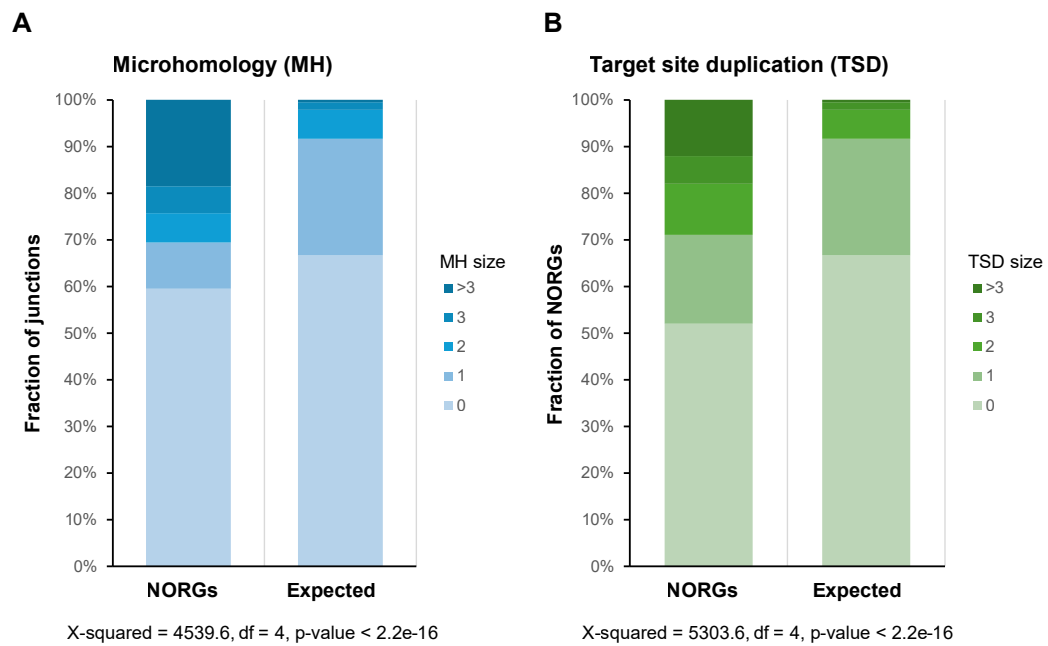 A
Microhomology (MH)
Fraction of junctions
100%
90%
80%
70%
60%
50%
40%
30%
20%
10%
0%
NORGs
Expected
MH size
>3
3
2
1
0
X-squared = 4539.6, df = 4, p-value < 2.2e-16
B
Target site duplication (TSD)
Fraction of NORGs
100%
90%
80%
70%
60%
50%
40%
30%
20%
10%
0%
NORGs
Expected
TSD size
>3
3
2
1
0
X-squared = 5303.6, df = 4, p-value < 2.2e-16